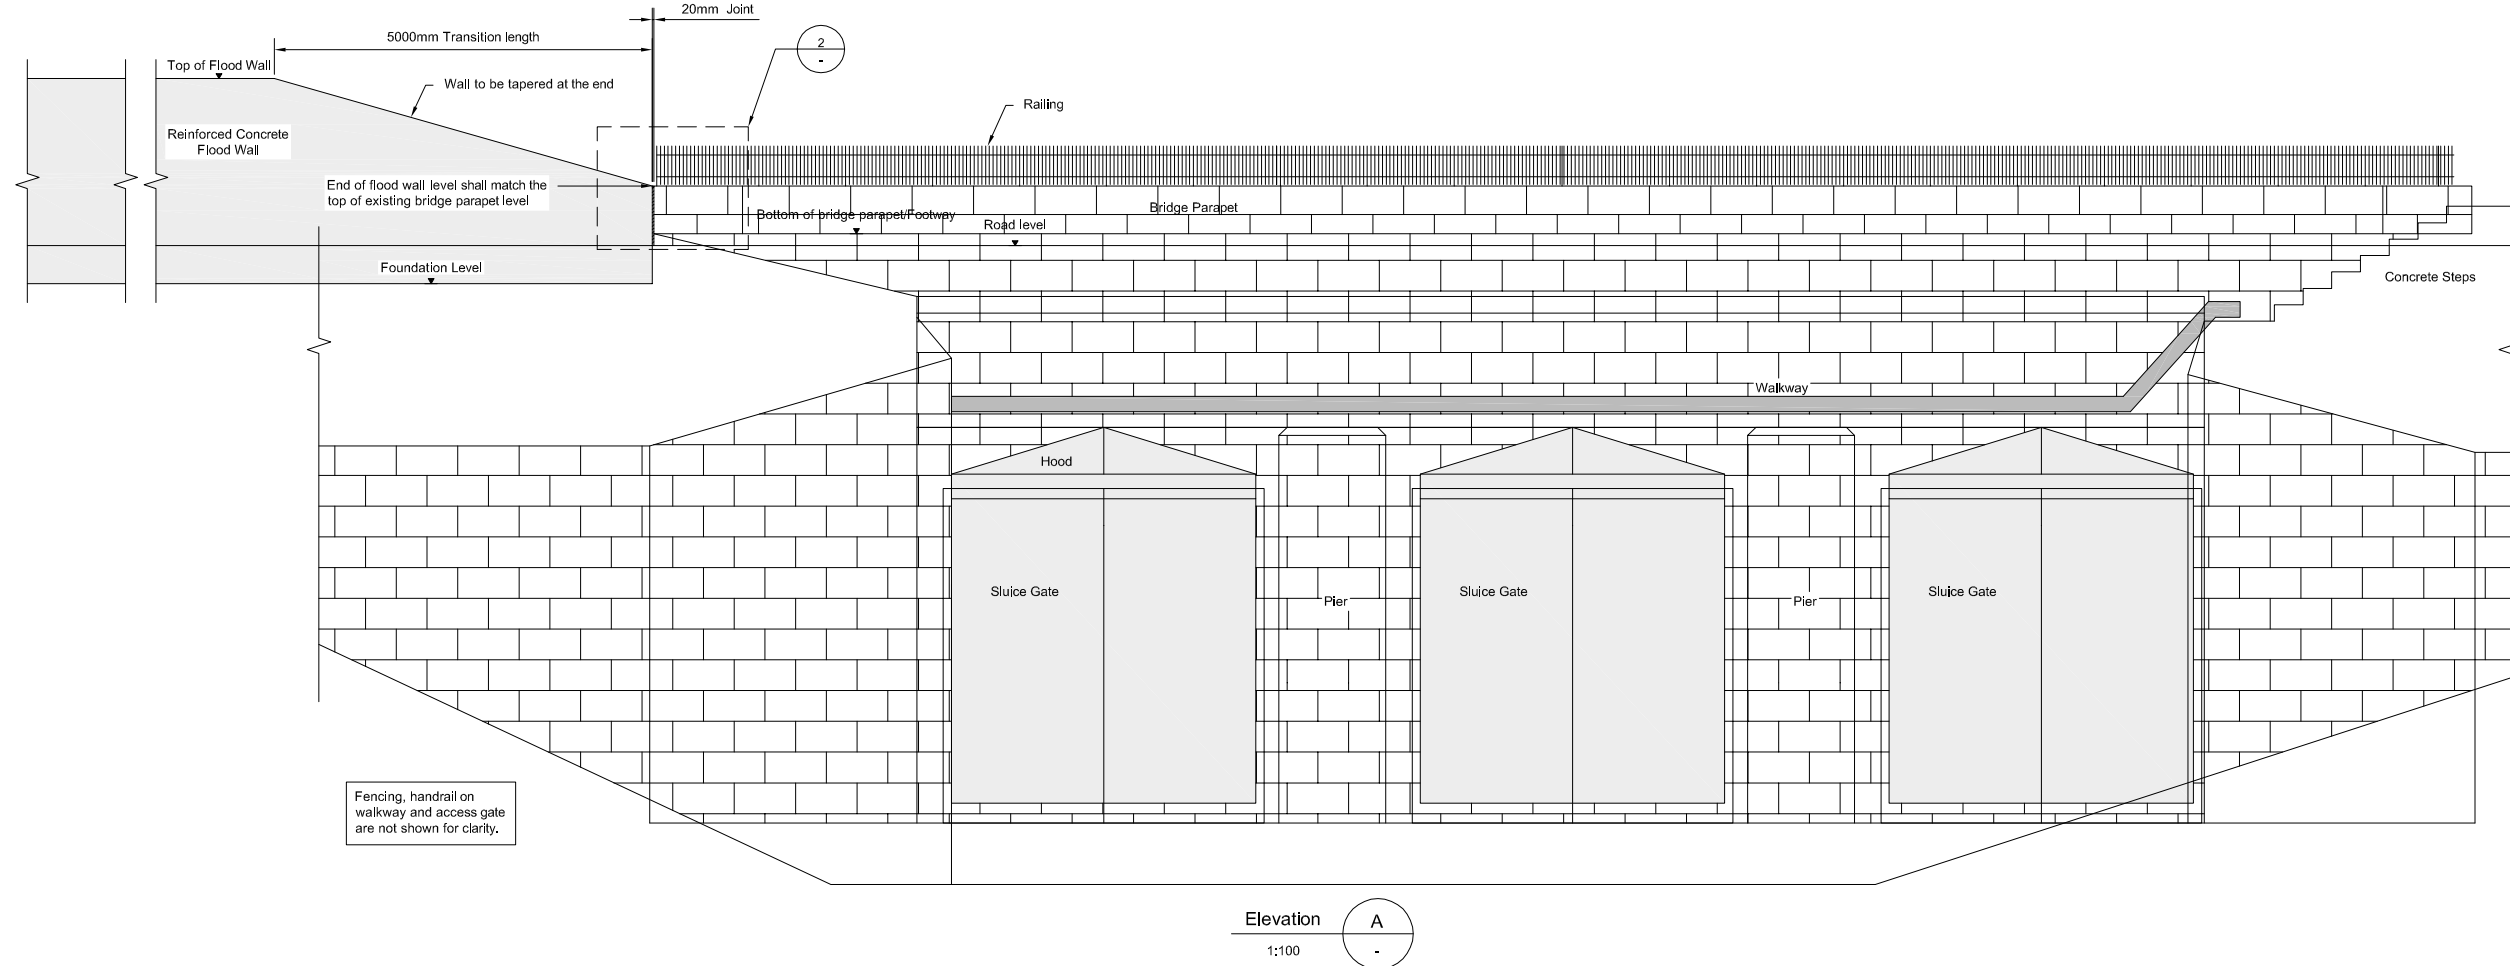 20mm Joint
5000mm Transition length
2
-
Top of Flood Wall
Wall to be tapered at the end
Railing
Reinforced Concrete
Flood Wall
End of flood wall level shall match the
top of existing bridge parapet level
Bridge Parapet
Bottom of bridge parapet/Footway
Road level
Foundation Level
Concrete Steps
Walkway
Hood
Sluice Gate
Sluice Gate
Sluice Gate
Pier
Pier
Fencing, handrail on
walkway and access gate
are not shown for clarity.
Elevation
A
1:100
-